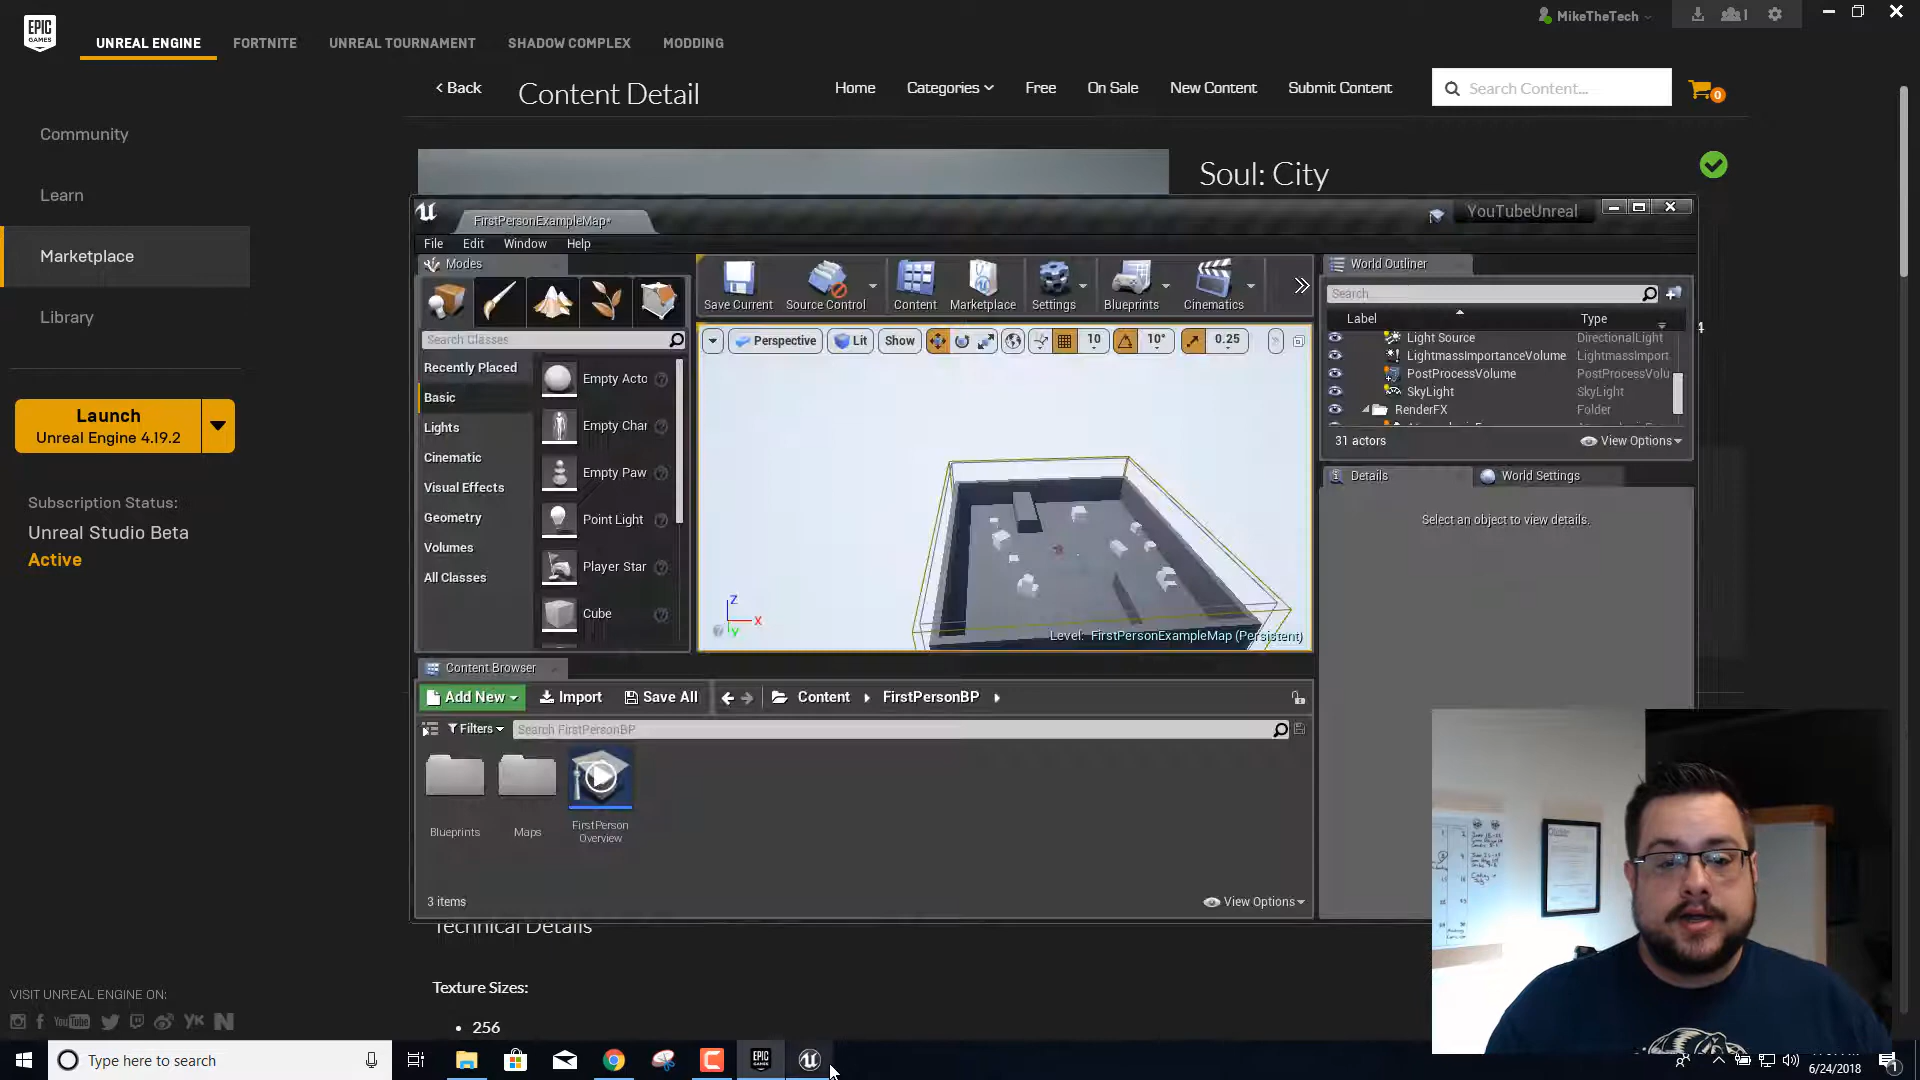 EPIC GAMES
UNREAL ENGINE
FORTNITE
UNREAL TOURNAMENT
SHADOW COMPLEX
MODDING
MikeTheTech
1
Back
Content Detail
Home
Categories
Free
On Sale
New Content
Submit Content
Search Content...
0
Community
Learn
Marketplace
Library
Launch
Unreal Engine 4.19.2
Subscription Status:
Unreal Studio Beta
Active
VISIT UNREAL ENGINE ON:
Soul: City
FirstPersonExampleMap*
YouTubeUnreal
File Edit Window Help
Modes
Search Classes
Recently Placed
Basic
Lights
Cinematic
Visual Effects
Geometry
Volumes
All Classes
Empty Acto
Empty Char
Empty Paw
Point Light
Player Star
Cube
Save Current
Source Control
Content
Marketplace
Settings
Blueprints
Cinematics
Perspective
Lit
Show
10
10°
0.25
Z
X
Y
Level: FirstPersonExampleMap (Persistent)
World Outliner
Search...
Label
Type
Light Source DirectionalLight
LightmassImportanceVolume LightmassImport
PostProcessVolume PostProcessVolu
SkyLight SkyLight
RenderFX Folder
31 actors
View Options
Details
World Settings
Select an object to view details.
4
Content Browser
Add New
Import
Save All
Content
FirstPersonBP
Filters
Search FirstPersonBP
Blueprints
Maps
FirstPerson
Overview
3 items
View Options
Technical Details
Texture Sizes:
• 256
Type here to search
EPIC GAMES
6/24/2018
1